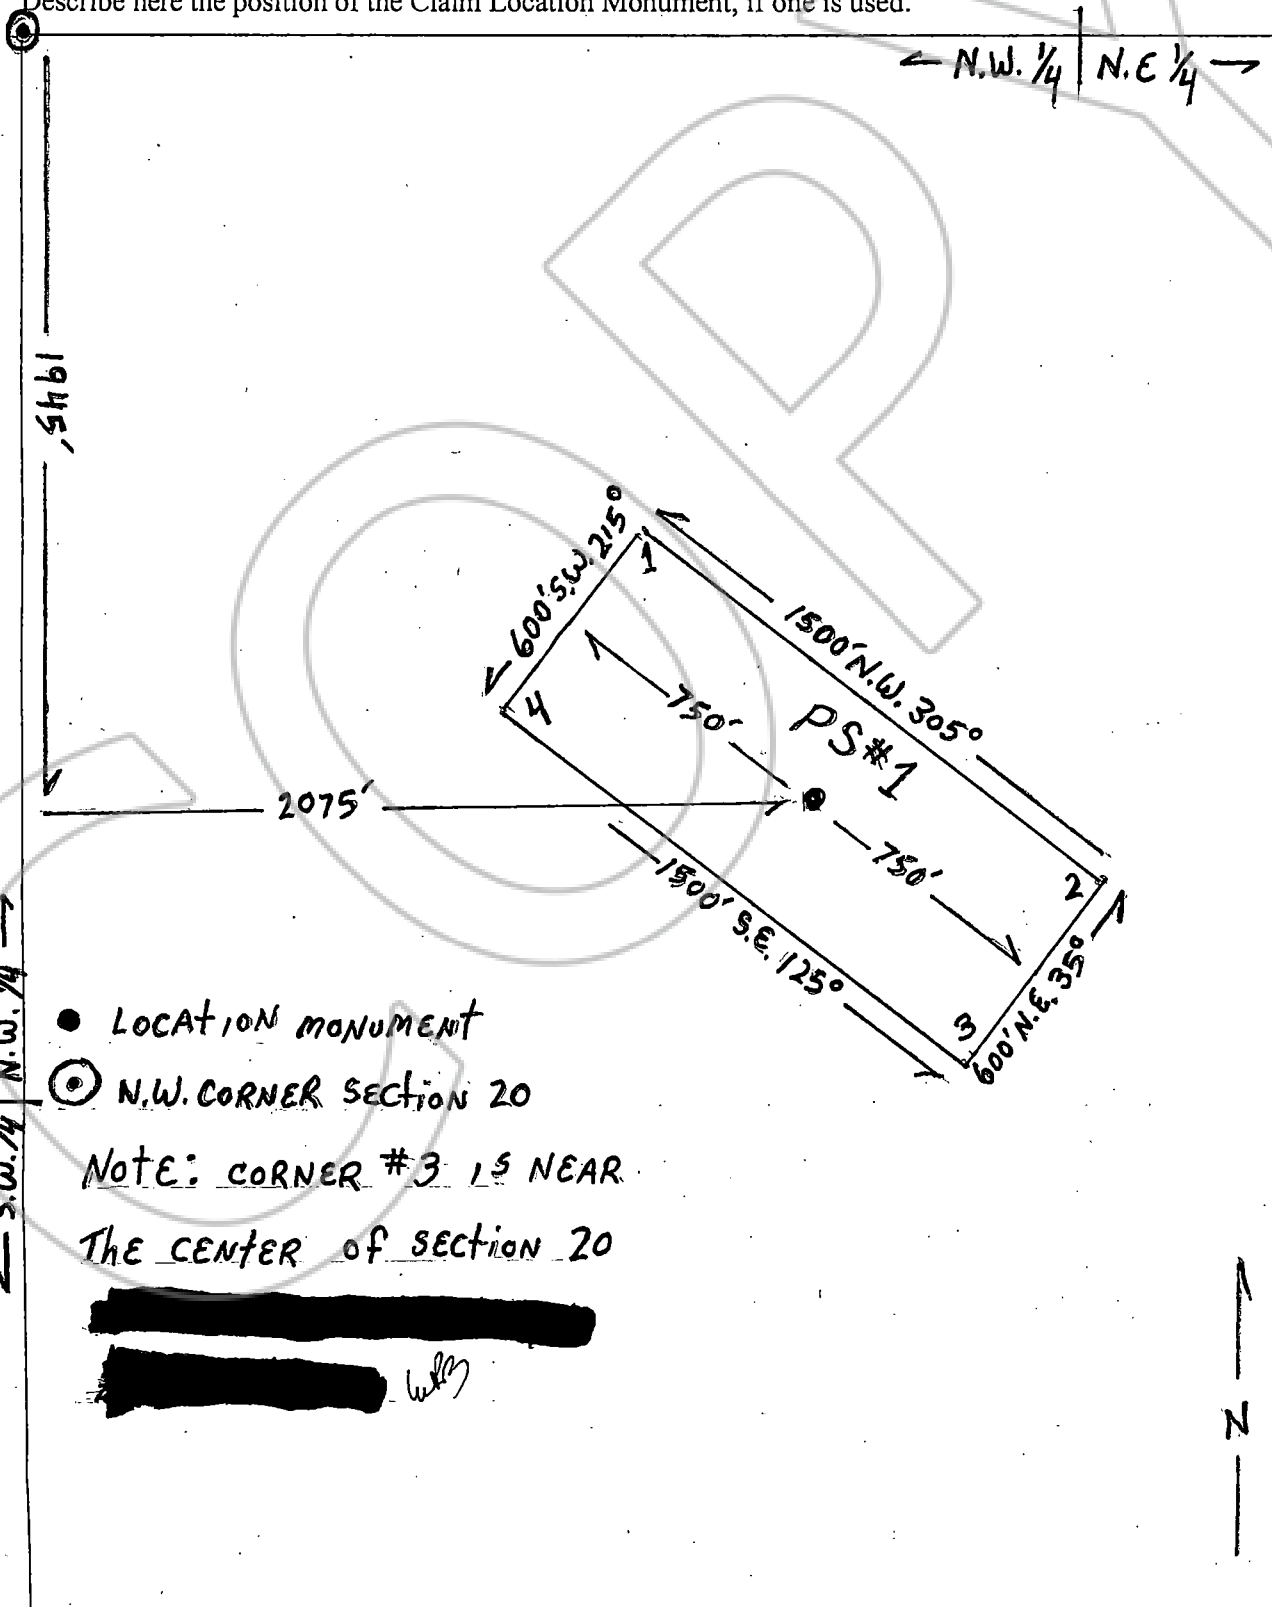 Describe here the position of the Claim Location Monument, if one is used.
← N.W. 1/4 | N.E 1/4 →
1945'
600' S.W. 215°
1
1500' N.W. 305°
4
750'
PS#1
2075'
750'
2
1500' S.E. 125°
3
600' N.E. 35°
← S.W. 1/4 | N.W. 1/4 →
● LOCATION MONUMENT
N.W. CORNER SECTION 20
NOTE: CORNER #3 IS NEAR
THE CENTER OF SECTION 20
N
COPY